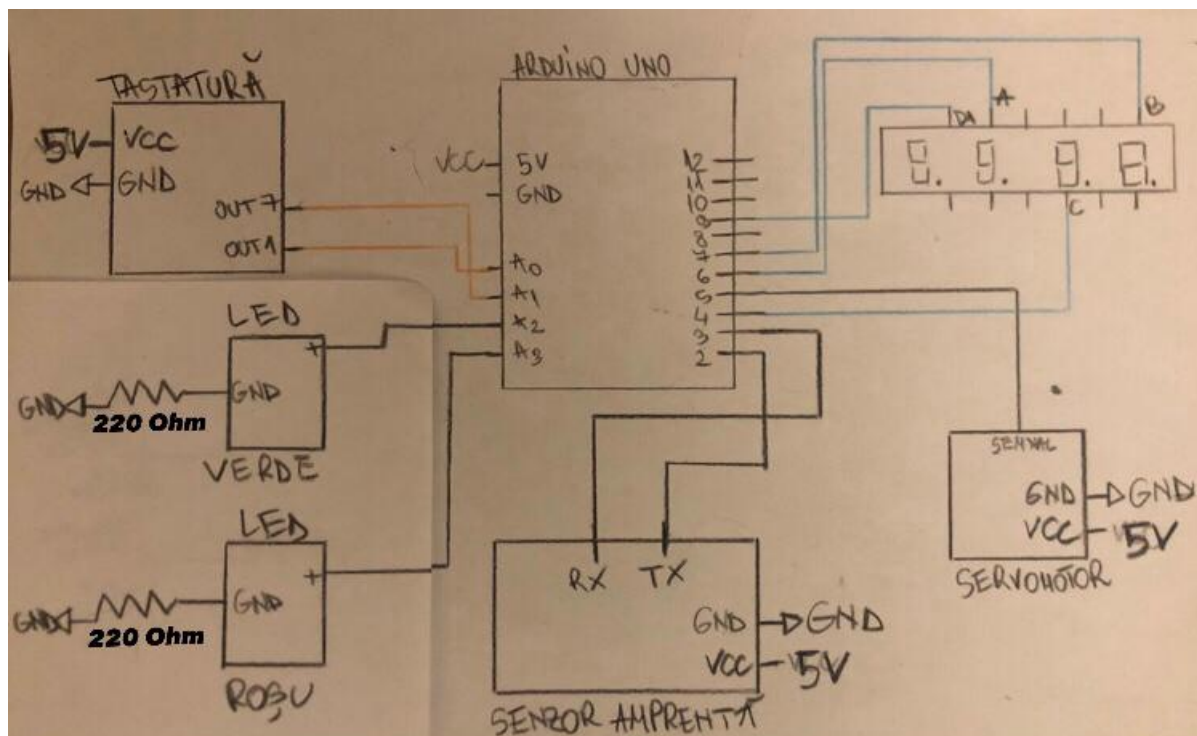 TASTATURĂ
5V VCC
GND GND
OUT7
OUT1
ARDUINO UNO
VCC 5V
GND
A0
A1
A2
A3
12
11
10
9
8
7
6
5
4
3
2
D1 A B
C
LED
+
GND GND
220 Ohm
VERDE
LED
+
GND GND
220 Ohm
ROȘU
RX TX
GND GND
VCC 5V
SENZOR AMPRENTĂ
SEMNAL
GND GND
VCC 5V
SERVOMOTOR